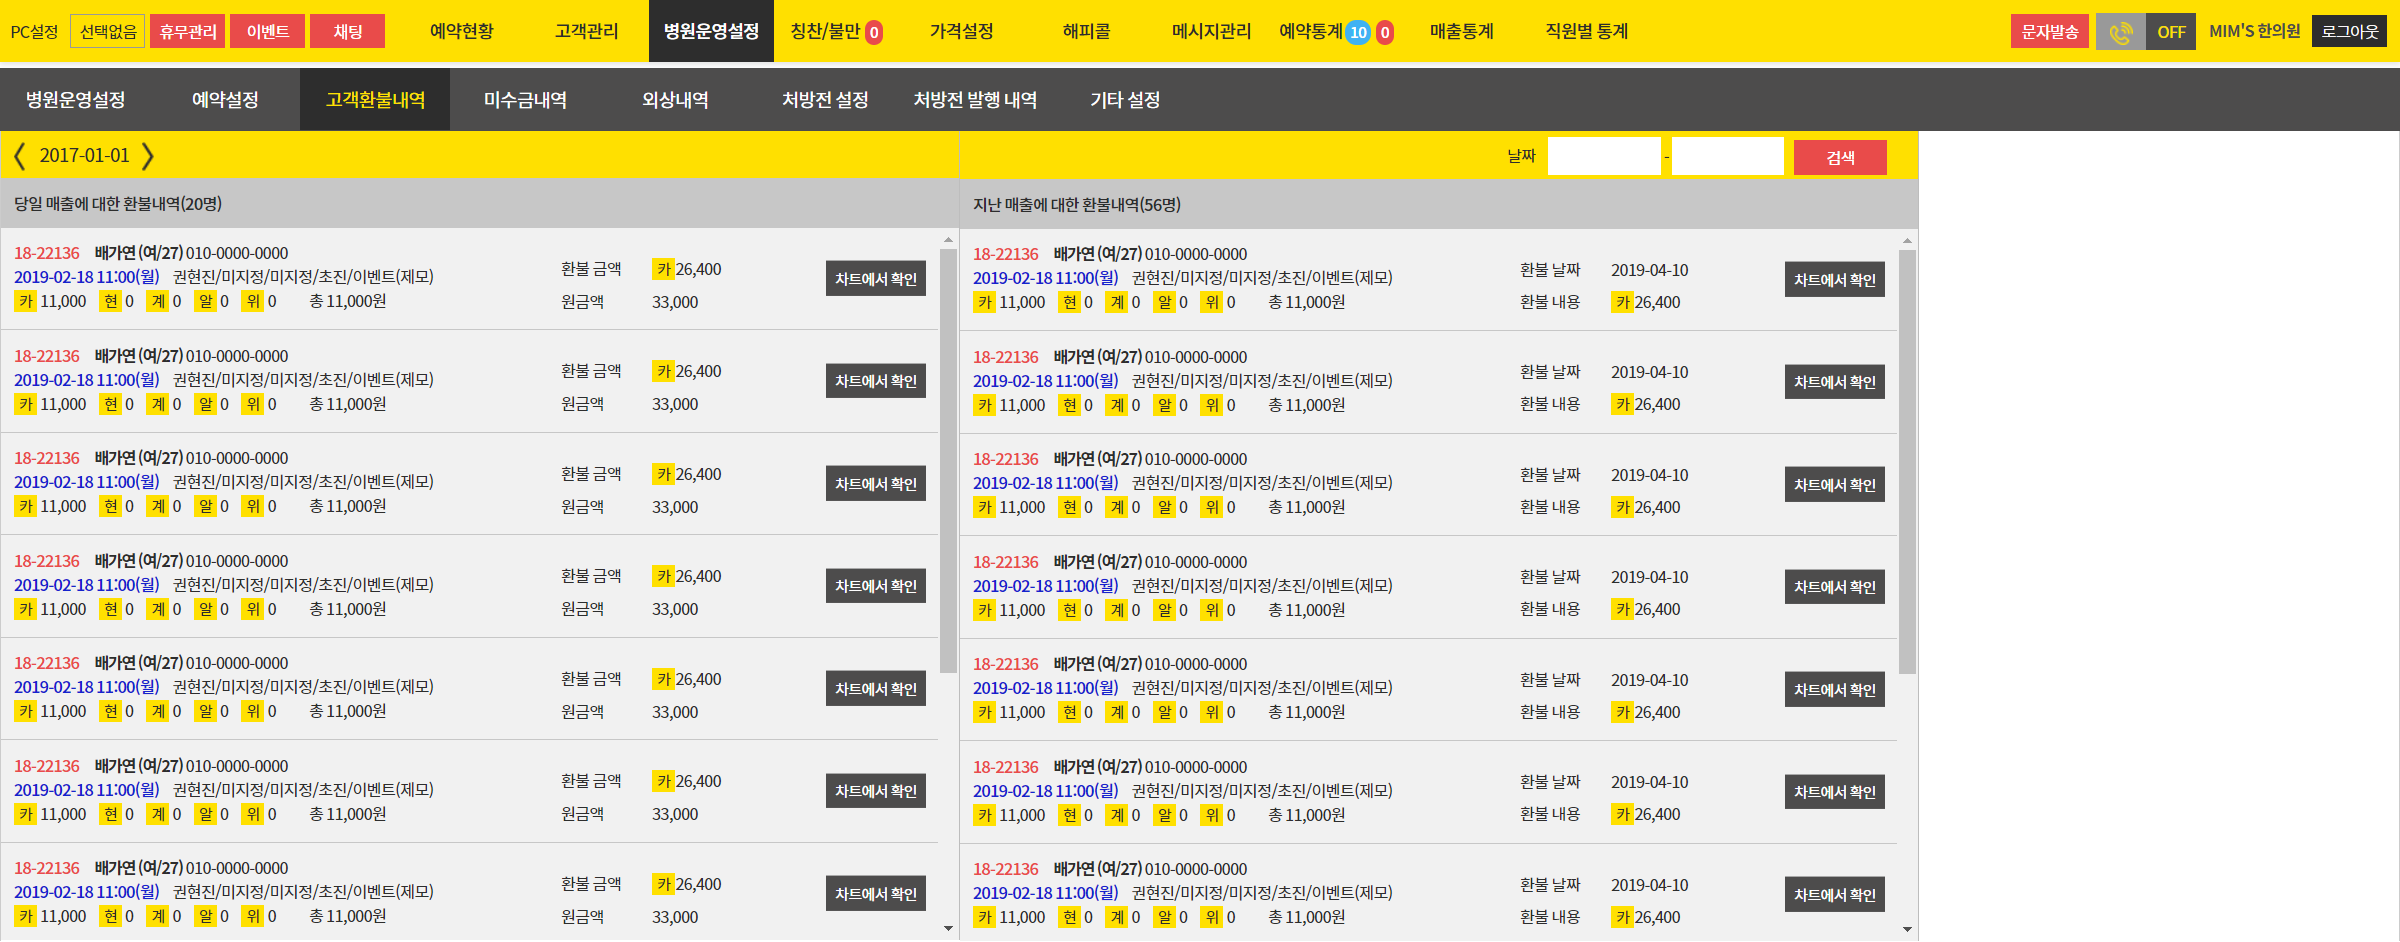 PC설정 선택없음 휴무관리 이벤트 채팅 예약현황 고객관리 병원운영설정 칭찬/불만 0 가격설정 해피콜 메시지관리 예약통계 10 0 매출통계 직원별 통계 문자발송 OFF MIM'S 한의원 로그아웃
병원운영설정 예약설정 고객환불내역 미수금내역 외상내역 처방전 설정 처방전 발행 내역 기타 설정
2017-01-01
당일 매출에 대한 환불내역(20명)
18-22136 배가연 (여/27) 010-0000-0000
2019-02-18 11:00(월) 권현진/미지정/미지정/초진/이벤트(제모)
카 11,000 현 0 계 0 알 0 위 0 총 11,000원
환불 금액 카 26,400
원금액 33,000
차트에서 확인
18-22136 배가연 (여/27) 010-0000-0000
2019-02-18 11:00(월) 권현진/미지정/미지정/초진/이벤트(제모)
카 11,000 현 0 계 0 알 0 위 0 총 11,000원
환불 금액 카 26,400
원금액 33,000
차트에서 확인
18-22136 배가연 (여/27) 010-0000-0000
2019-02-18 11:00(월) 권현진/미지정/미지정/초진/이벤트(제모)
카 11,000 현 0 계 0 알 0 위 0 총 11,000원
환불 금액 카 26,400
원금액 33,000
차트에서 확인
18-22136 배가연 (여/27) 010-0000-0000
2019-02-18 11:00(월) 권현진/미지정/미지정/초진/이벤트(제모)
카 11,000 현 0 계 0 알 0 위 0 총 11,000원
환불 금액 카 26,400
원금액 33,000
차트에서 확인
18-22136 배가연 (여/27) 010-0000-0000
2019-02-18 11:00(월) 권현진/미지정/미지정/초진/이벤트(제모)
카 11,000 현 0 계 0 알 0 위 0 총 11,000원
환불 금액 카 26,400
원금액 33,000
차트에서 확인
18-22136 배가연 (여/27) 010-0000-0000
2019-02-18 11:00(월) 권현진/미지정/미지정/초진/이벤트(제모)
카 11,000 현 0 계 0 알 0 위 0 총 11,000원
환불 금액 카 26,400
원금액 33,000
차트에서 확인
18-22136 배가연 (여/27) 010-0000-0000
2019-02-18 11:00(월) 권현진/미지정/미지정/초진/이벤트(제모)
카 11,000 현 0 계 0 알 0 위 0 총 11,000원
환불 금액 카 26,400
원금액 33,000
차트에서 확인
날짜 - 검색
지난 매출에 대한 환불내역(56명)
18-22136 배가연 (여/27) 010-0000-0000
2019-02-18 11:00(월) 권현진/미지정/미지정/초진/이벤트(제모)
카 11,000 현 0 계 0 알 0 위 0 총 11,000원
환불 날짜 2019-04-10
환불 내용 카 26,400
차트에서 확인
18-22136 배가연 (여/27) 010-0000-0000
2019-02-18 11:00(월) 권현진/미지정/미지정/초진/이벤트(제모)
카 11,000 현 0 계 0 알 0 위 0 총 11,000원
환불 날짜 2019-04-10
환불 내용 카 26,400
차트에서 확인
18-22136 배가연 (여/27) 010-0000-0000
2019-02-18 11:00(월) 권현진/미지정/미지정/초진/이벤트(제모)
카 11,000 현 0 계 0 알 0 위 0 총 11,000원
환불 날짜 2019-04-10
환불 내용 카 26,400
차트에서 확인
18-22136 배가연 (여/27) 010-0000-0000
2019-02-18 11:00(월) 권현진/미지정/미지정/초진/이벤트(제모)
카 11,000 현 0 계 0 알 0 위 0 총 11,000원
환불 날짜 2019-04-10
환불 내용 카 26,400
차트에서 확인
18-22136 배가연 (여/27) 010-0000-0000
2019-02-18 11:00(월) 권현진/미지정/미지정/초진/이벤트(제모)
카 11,000 현 0 계 0 알 0 위 0 총 11,000원
환불 날짜 2019-04-10
환불 내용 카 26,400
차트에서 확인
18-22136 배가연 (여/27) 010-0000-0000
2019-02-18 11:00(월) 권현진/미지정/미지정/초진/이벤트(제모)
카 11,000 현 0 계 0 알 0 위 0 총 11,000원
환불 날짜 2019-04-10
환불 내용 카 26,400
차트에서 확인
18-22136 배가연 (여/27) 010-0000-0000
2019-02-18 11:00(월) 권현진/미지정/미지정/초진/이벤트(제모)
카 11,000 현 0 계 0 알 0 위 0 총 11,000원
환불 날짜 2019-04-10
환불 내용 카 26,400
차트에서 확인